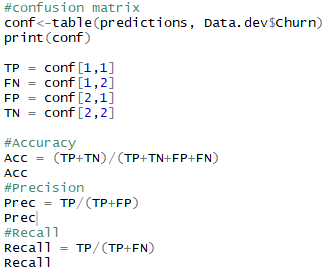 #confusion matrix
conf<-table(predictions, Data.dev$Churn)
print(conf)
TP = conf[1,1]
FN = conf[1,2]
FP = conf[2,1]
TN = conf[2,2]
#Accuracy
Acc = (TP+TN)/(TP+TN+FP+FN)
Acc
#Precision
Prec = TP/(TP+FP)
Prec
#Recall
Recall = TP/(TP+FN)
Recall